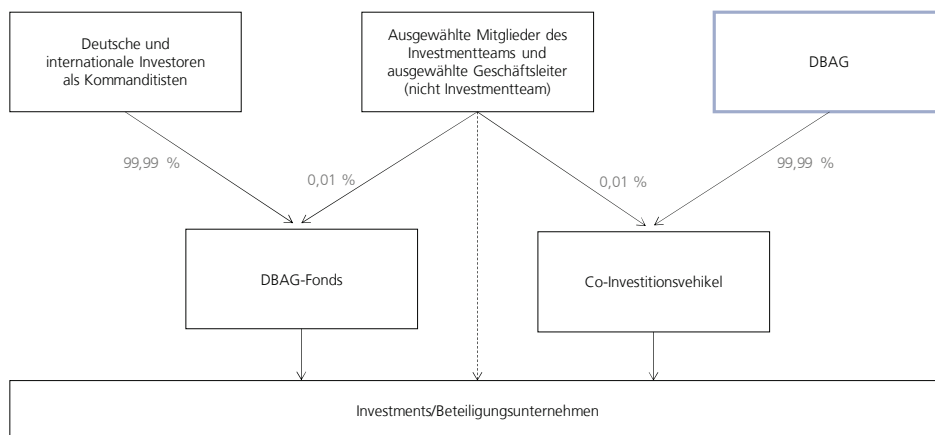 Deutsche und
internationale Investoren
als Kommanditisten
Ausgewählte Mitglieder des
Investmentteams und
ausgewählte Geschäftsleiter
(nicht Investmentteam)
DBAG
99,99 %
0,01 %
0,01 %
99,99 %
DBAG-Fonds
Co-Investitionsvehikel
Investments/Beteiligungsunternehmen